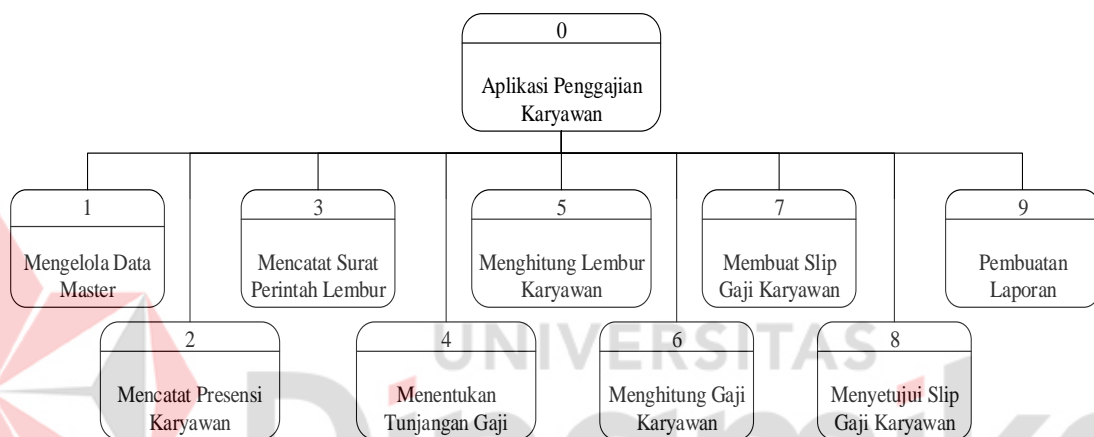 0
Aplikasi Penggajian
Karyawan
1
Mengelola Data
Master
2
Mencatat Presensi
Karyawan
3
Mencatat Surat
Perintah Lembur
4
Menentukan
Tunjangan Gaji
5
Menghitung Lembur
Karyawan
6
Menghitung Gaji
Karyawan
7
Membuat Slip
Gaji Karyawan
8
Menyetujui Slip
Gaji Karyawan
9
Pembuatan
Laporan
UNIVERSITAS